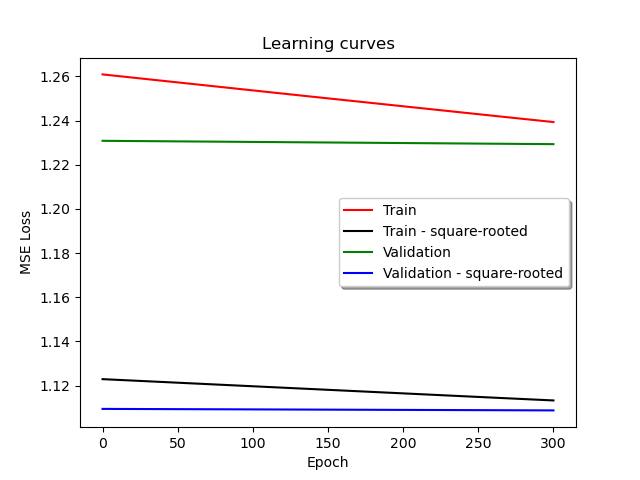 Learning curves
MSE Loss
1.26
1.24
1.22
1.20
1.18
1.16
1.14
1.12
Train
Train - square-rooted
Validation
Validation - square-rooted
0 50 100 150 200 250 300
Epoch